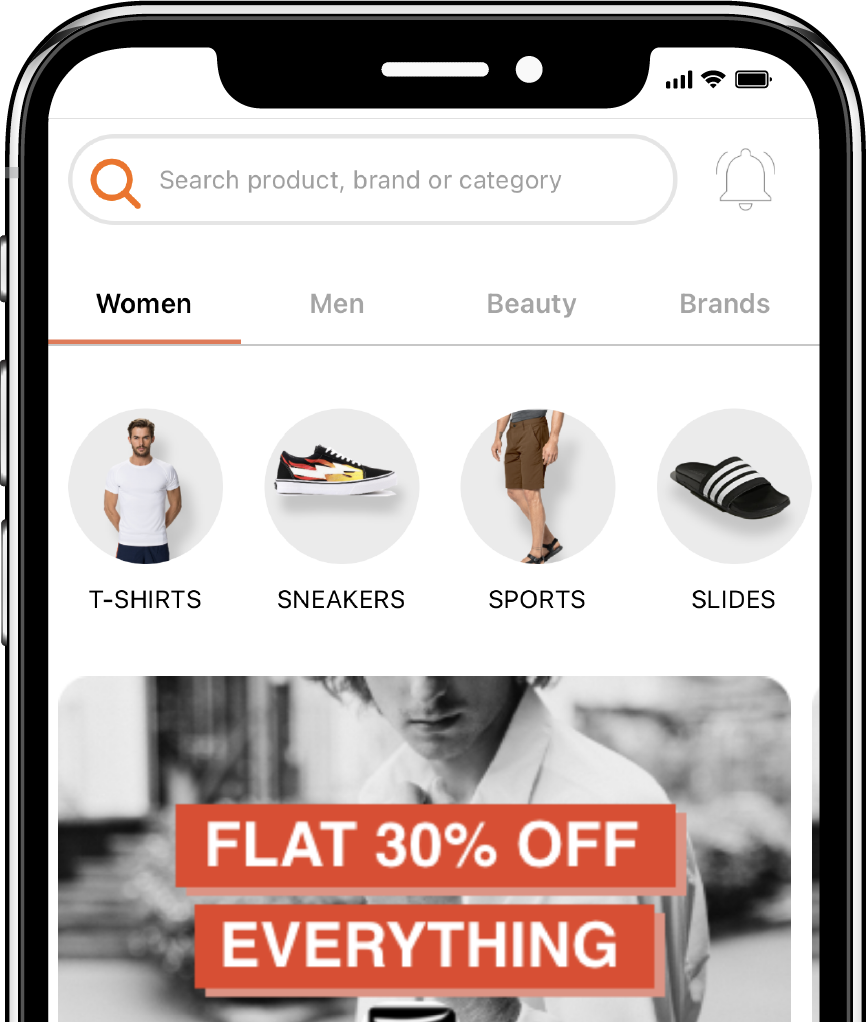 Search product, brand or category
Women Men Beauty Brands
T-SHIRTS SNEAKERS SPORTS SLIDES
FLAT 30% OFF
EVERYTHING